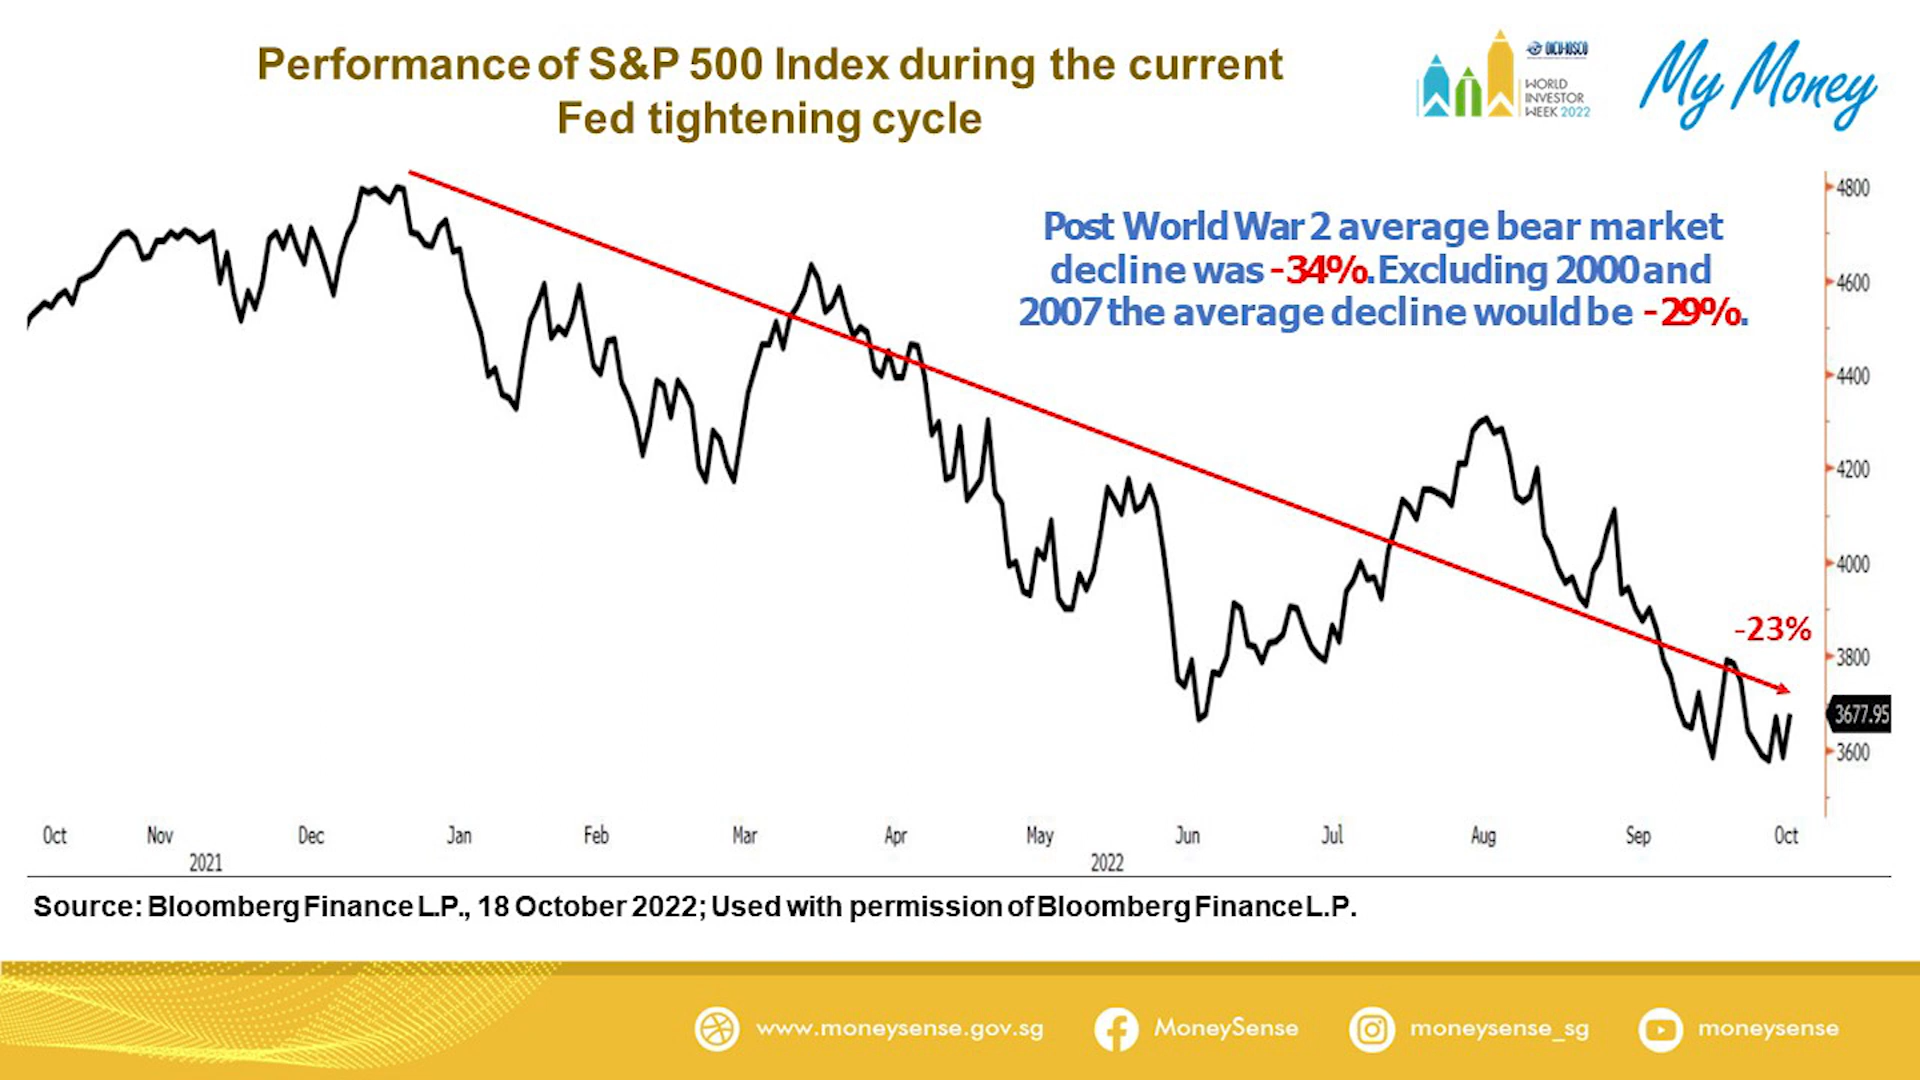 Performance of S&P 500 Index during the current
Fed tightening cycle
OICU-IOSCO
WORLD
INVESTOR
WEEK 2022
My Money
Post World War 2 average bear market
decline was -34%. Excluding 2000 and
2007 the average decline would be -29%.
4800
4600
4400
4200
4000
-23%
3800
3677.95
3600
Oct Nov Dec Jan Feb Mar Apr May Jun Jul Aug Sep Oct
2021 2022
Source: Bloomberg Finance L.P., 18 October 2022; Used with permission of Bloomberg Finance L.P.
www.moneysense.gov.sg MoneySense moneysense_sg moneysense